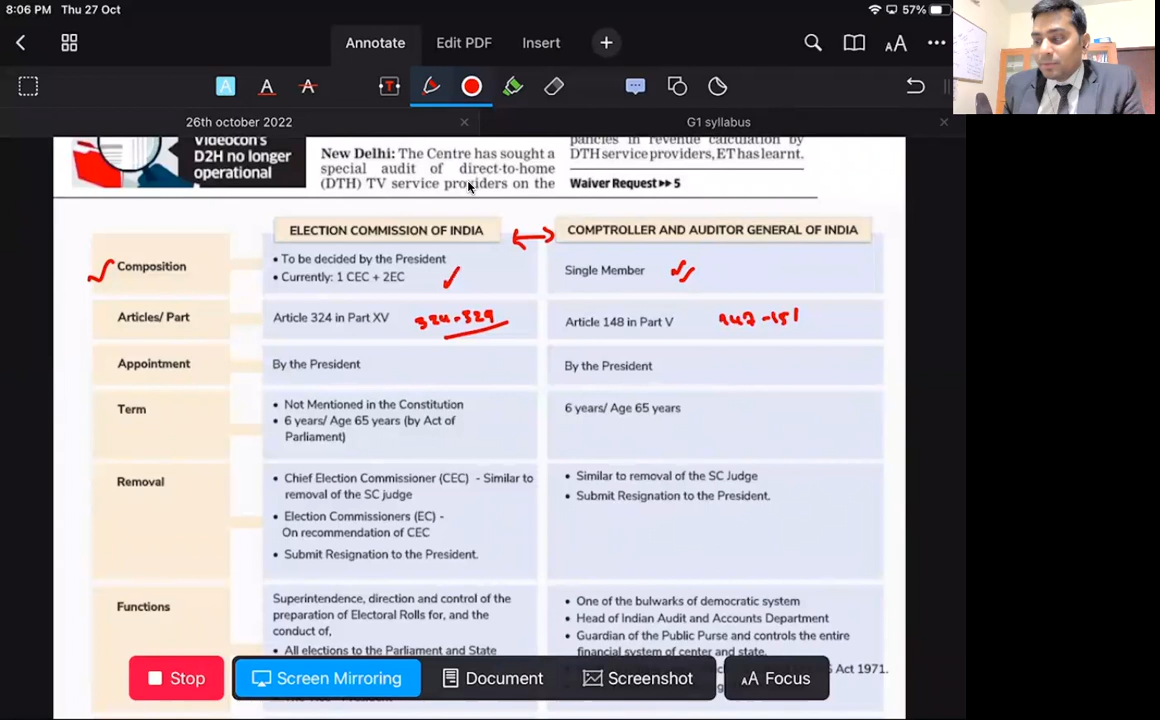 8:06 PM Thu 27 Oct
57%
Annotate Edit PDF Insert
T
A A A
AA
26th october 2022
G1 syllabus
Videocon's
D2H no longer
operational
New Delhi: The Centre has sought a
special audit of direct-to-home
(DTH) TV service providers on the
pancies in revenue calculation by
DTH service providers, ET has learnt.
Waiver Request ▸▸ 5
ELECTION COMMISSION OF INDIA
COMPTROLLER AND AUDITOR GENERAL OF INDIA
Composition
• To be decided by the President
• Currently: 1 CEC + 2EC
Single Member
Articles/ Part
Article 324 in Part XV
324-329
Article 148 in Part V
147-151
Appointment
By the President
By the President
Term
• Not Mentioned in the Constitution
• 6 years/ Age 65 years (by Act of
Parliament)
6 years/ Age 65 years
Removal
• Chief Election Commissioner (CEC) - Similar to
removal of the SC judge
• Election Commissioners (EC) -
On recommendation of CEC
• Submit Resignation to the President.
• Similar to removal of the SC Judge
• Submit Resignation to the President.
Functions
Superintendence, direction and control of the
preparation of Electoral Rolls for, and the
conduct of,
• All elections to the Parliament and State
• One of the bulwarks of democratic system
• Head of Indian Audit and Accounts Department
• Guardian of the Public Purse and controls the entire
financial system of center and state.
Act 1971.
Stop
Screen Mirroring
Document
Screenshot
AA Focus